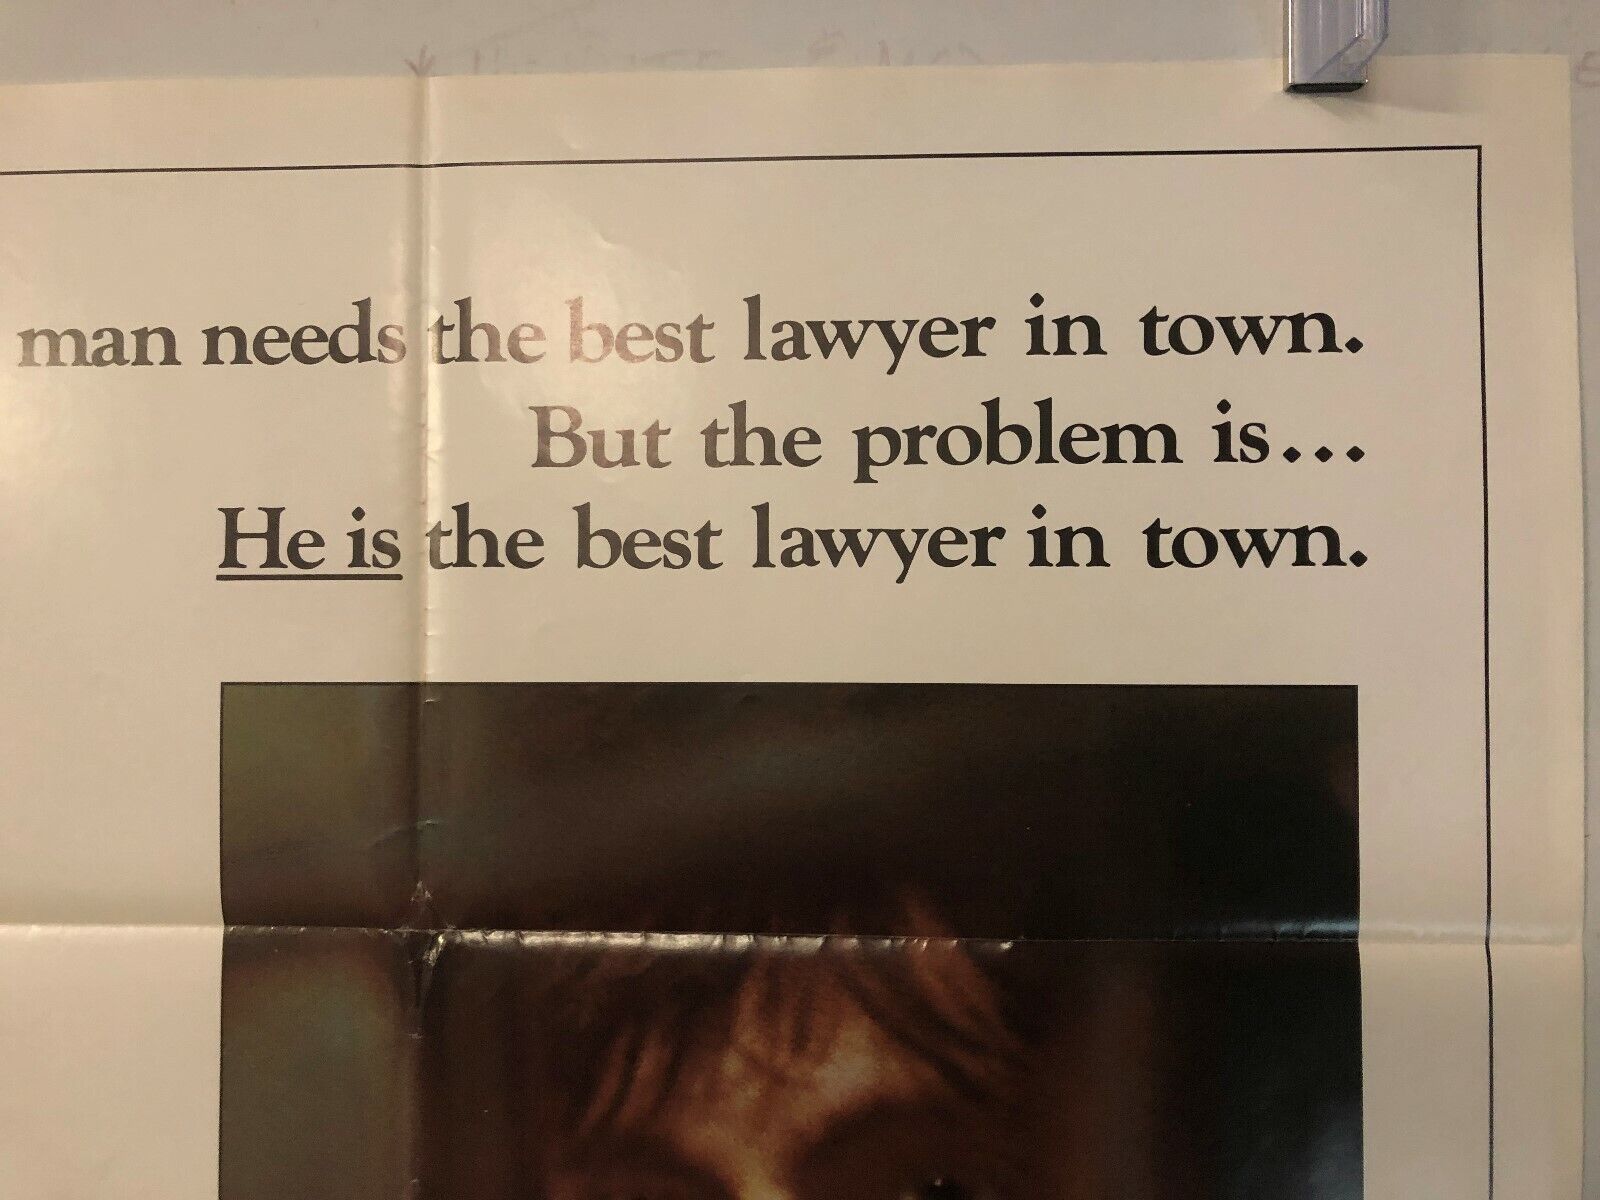 man needs the best lawyer in town.
But the problem is...
He is the best lawyer in town.